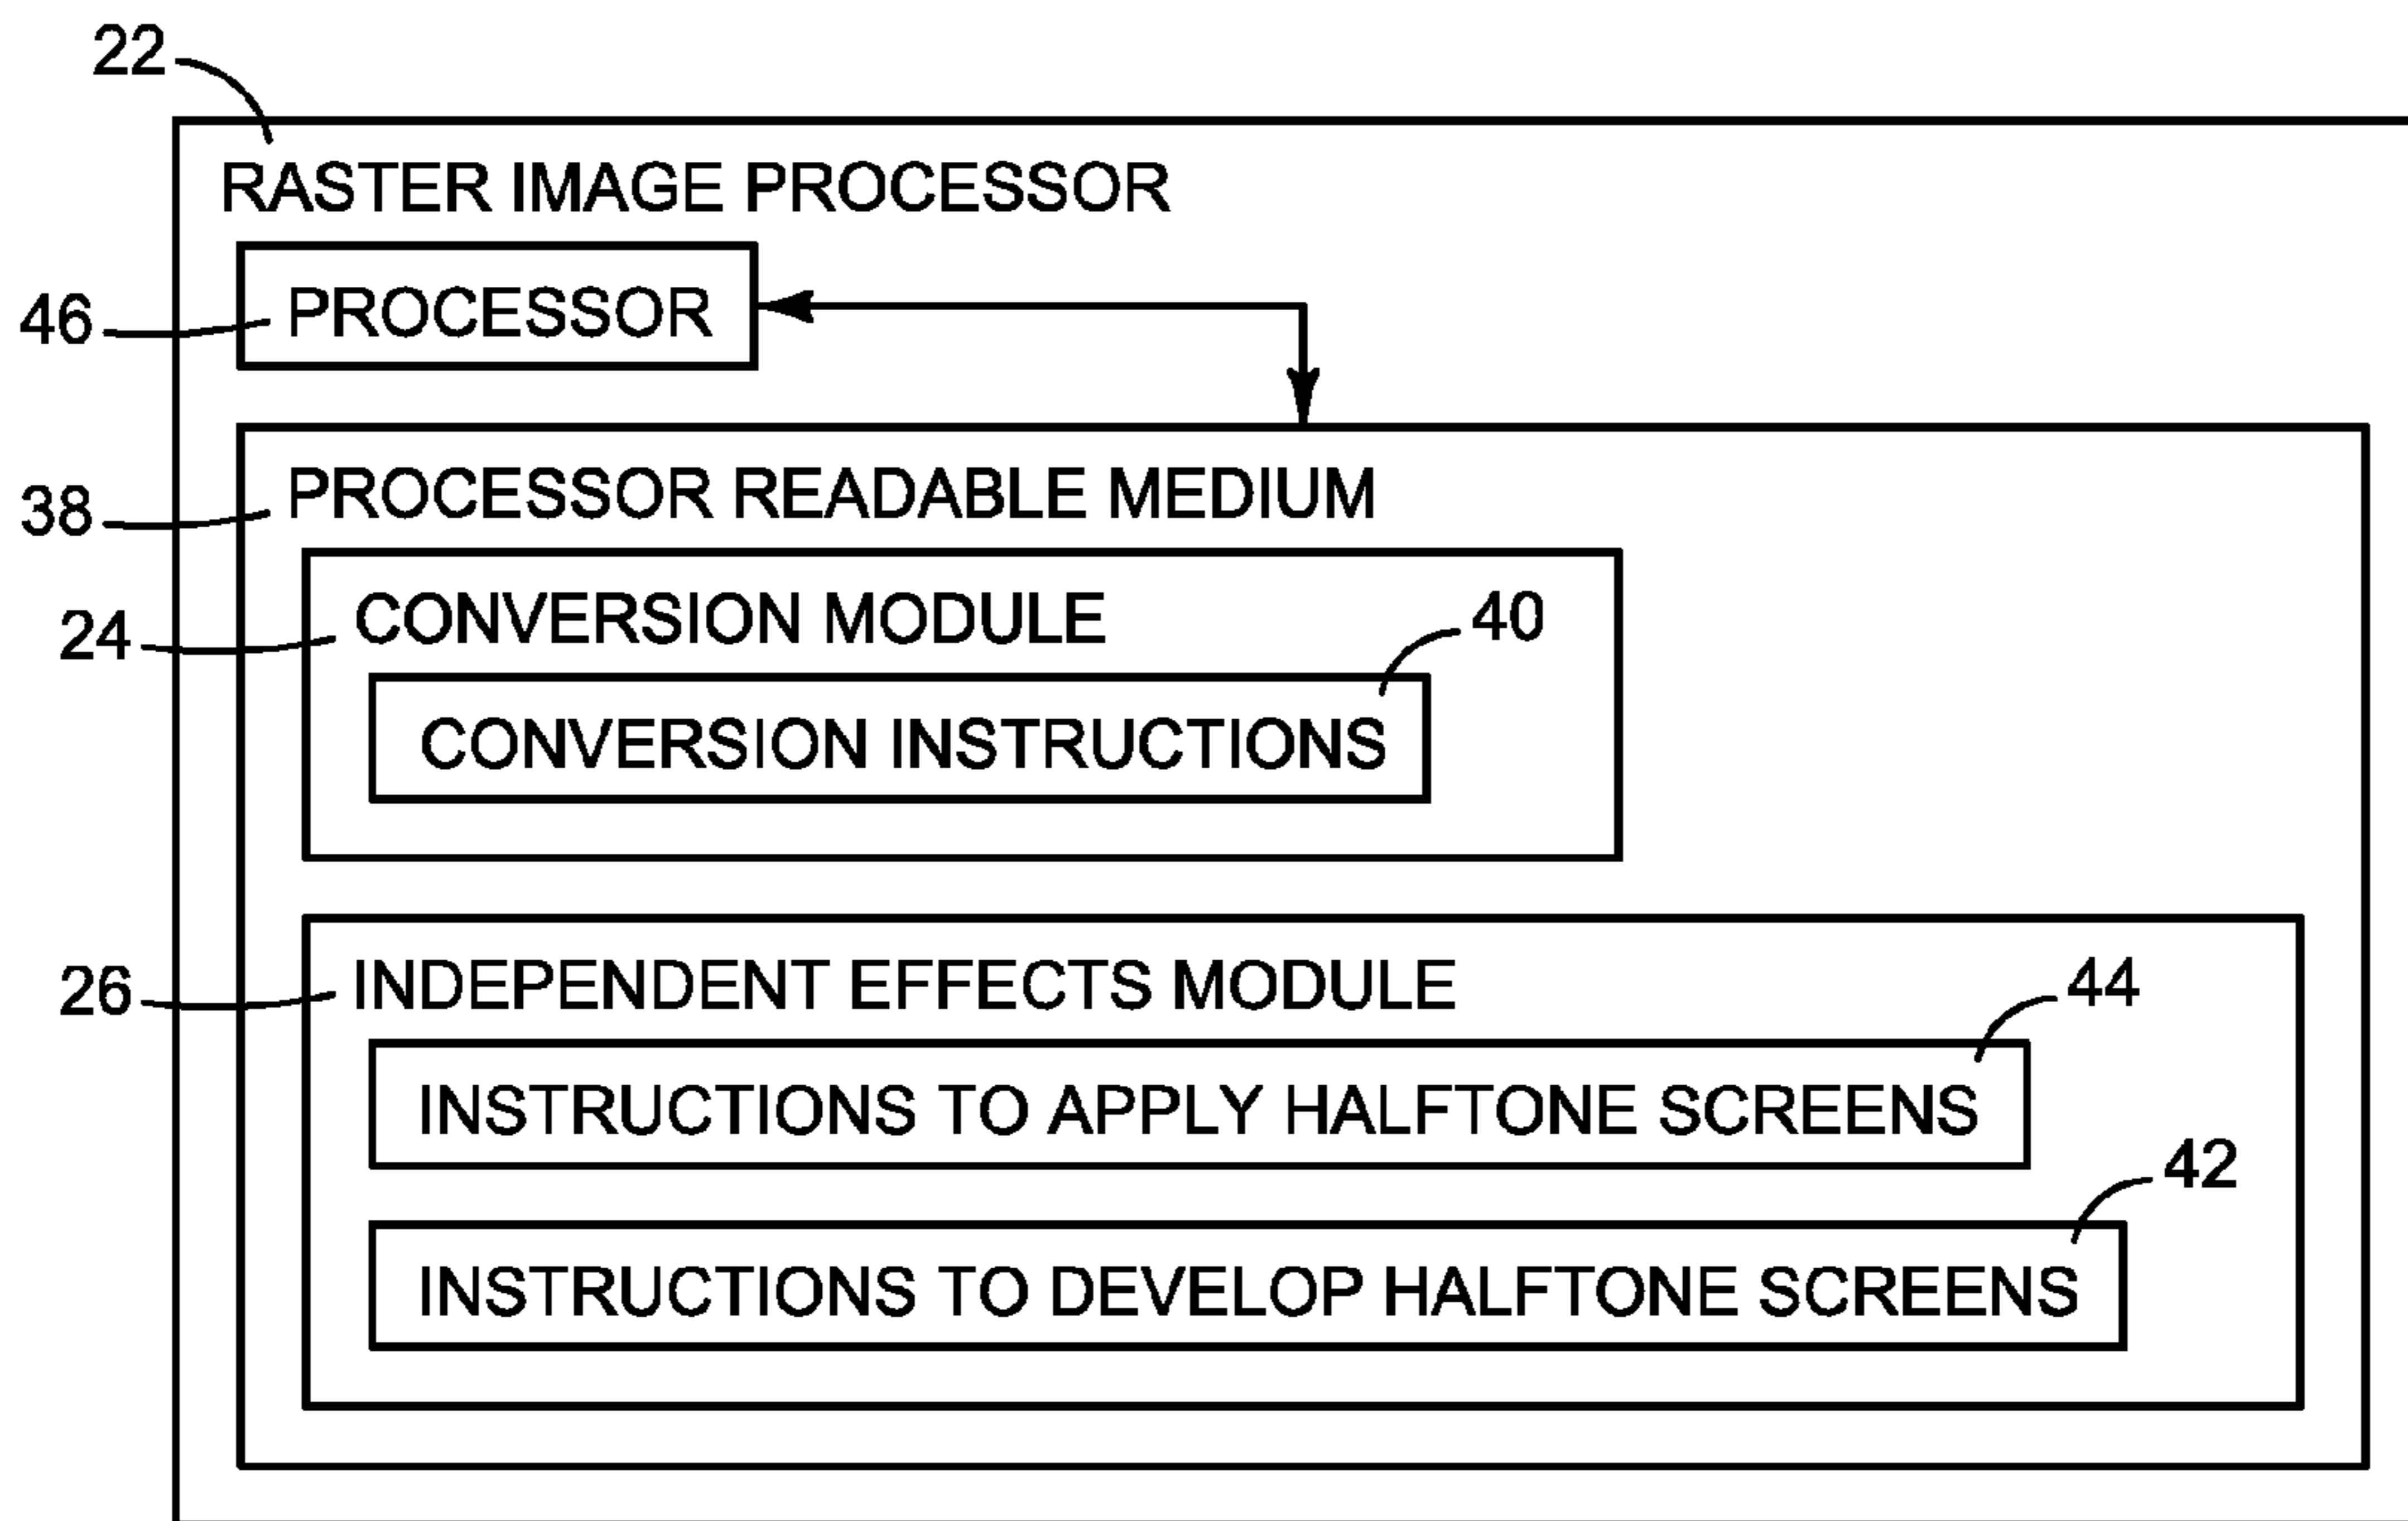 22
RASTER IMAGE PROCESSOR
46
PROCESSOR
38
PROCESSOR READABLE MEDIUM
24
CONVERSION MODULE
40
CONVERSION INSTRUCTIONS
26
INDEPENDENT EFFECTS MODULE
44
INSTRUCTIONS TO APPLY HALFTONE SCREENS
42
INSTRUCTIONS TO DEVELOP HALFTONE SCREENS